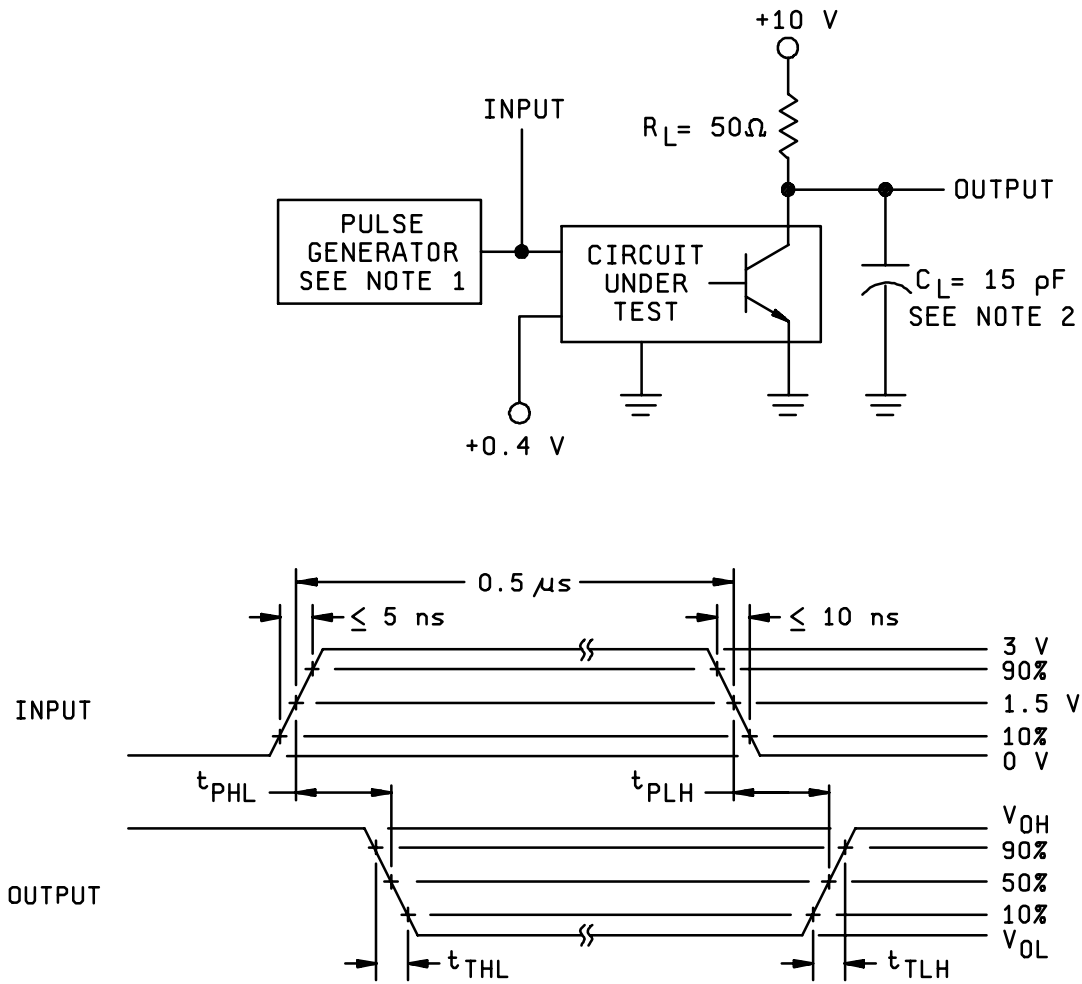 +10 V
INPUT
R_L= 50Ω
OUTPUT
PULSE
GENERATOR
SEE NOTE 1
CIRCUIT
UNDER
TEST
C_L= 15 pF
SEE NOTE 2
+0.4 V
0.5 μs
≤ 5 ns
≤ 10 ns
3 V
90%
INPUT
1.5 V
10%
0 V
t_PHL
t_PLH
V_OH
90%
OUTPUT
50%
10%
V_OL
t_THL
t_TLH